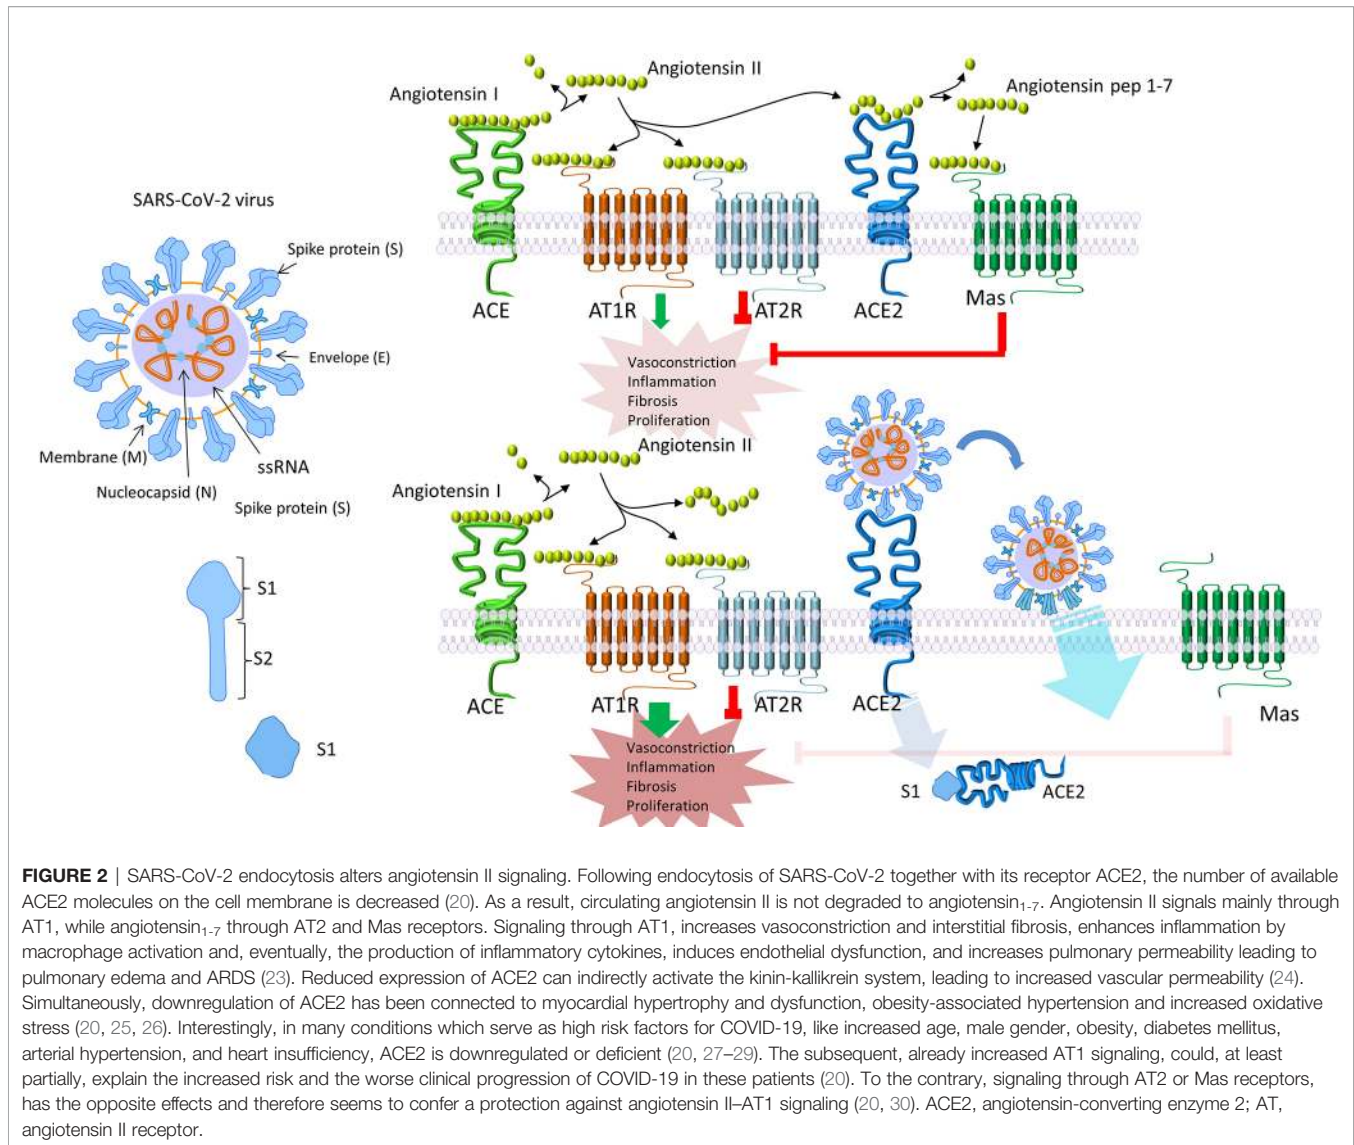 Angiotensin I
Angiotensin II
Angiotensin pep 1-7
ACE
AT1R
AT2R
ACE2
Mas
Vasoconstriction
Inflammation
Fibrosis
Proliferation
SARS-CoV-2 virus
Spike protein (S)
Envelope (E)
Membrane (M)
ssRNA
Nucleocapsid (N)
Spike protein (S)
S1
S2
S1
Angiotensin I
Angiotensin II
ACE
AT1R
AT2R
ACE2
Mas
Vasoconstriction
Inflammation
Fibrosis
Proliferation
S1
ACE2
FIGURE 2 | SARS-CoV-2 endocytosis alters angiotensin II signaling. Following endocytosis of SARS-CoV-2 together with its receptor ACE2, the number of available
ACE2 molecules on the cell membrane is decreased (20). As a result, circulating angiotensin II is not degraded to angiotensin₁₋₇. Angiotensin II signals mainly through
AT1, while angiotensin₁₋₇ through AT2 and Mas receptors. Signaling through AT1, increases vasoconstriction and interstitial fibrosis, enhances inflammation by
macrophage activation and, eventually, the production of inflammatory cytokines, induces endothelial dysfunction, and increases pulmonary permeability leading to
pulmonary edema and ARDS (23). Reduced expression of ACE2 can indirectly activate the kinin-kallikrein system, leading to increased vascular permeability (24).
Simultaneously, downregulation of ACE2 has been connected to myocardial hypertrophy and dysfunction, obesity-associated hypertension and increased oxidative
stress (20, 25, 26). Interestingly, in many conditions which serve as high risk factors for COVID-19, like increased age, male gender, obesity, diabetes mellitus,
arterial hypertension, and heart insufficiency, ACE2 is downregulated or deficient (20, 27–29). The subsequent, already increased AT1 signaling, could, at least
partially, explain the increased risk and the worse clinical progression of COVID-19 in these patients (20). To the contrary, signaling through AT2 or Mas receptors,
has the opposite effects and therefore seems to confer a protection against angiotensin II–AT1 signaling (20, 30). ACE2, angiotensin-converting enzyme 2; AT,
angiotensin II receptor.